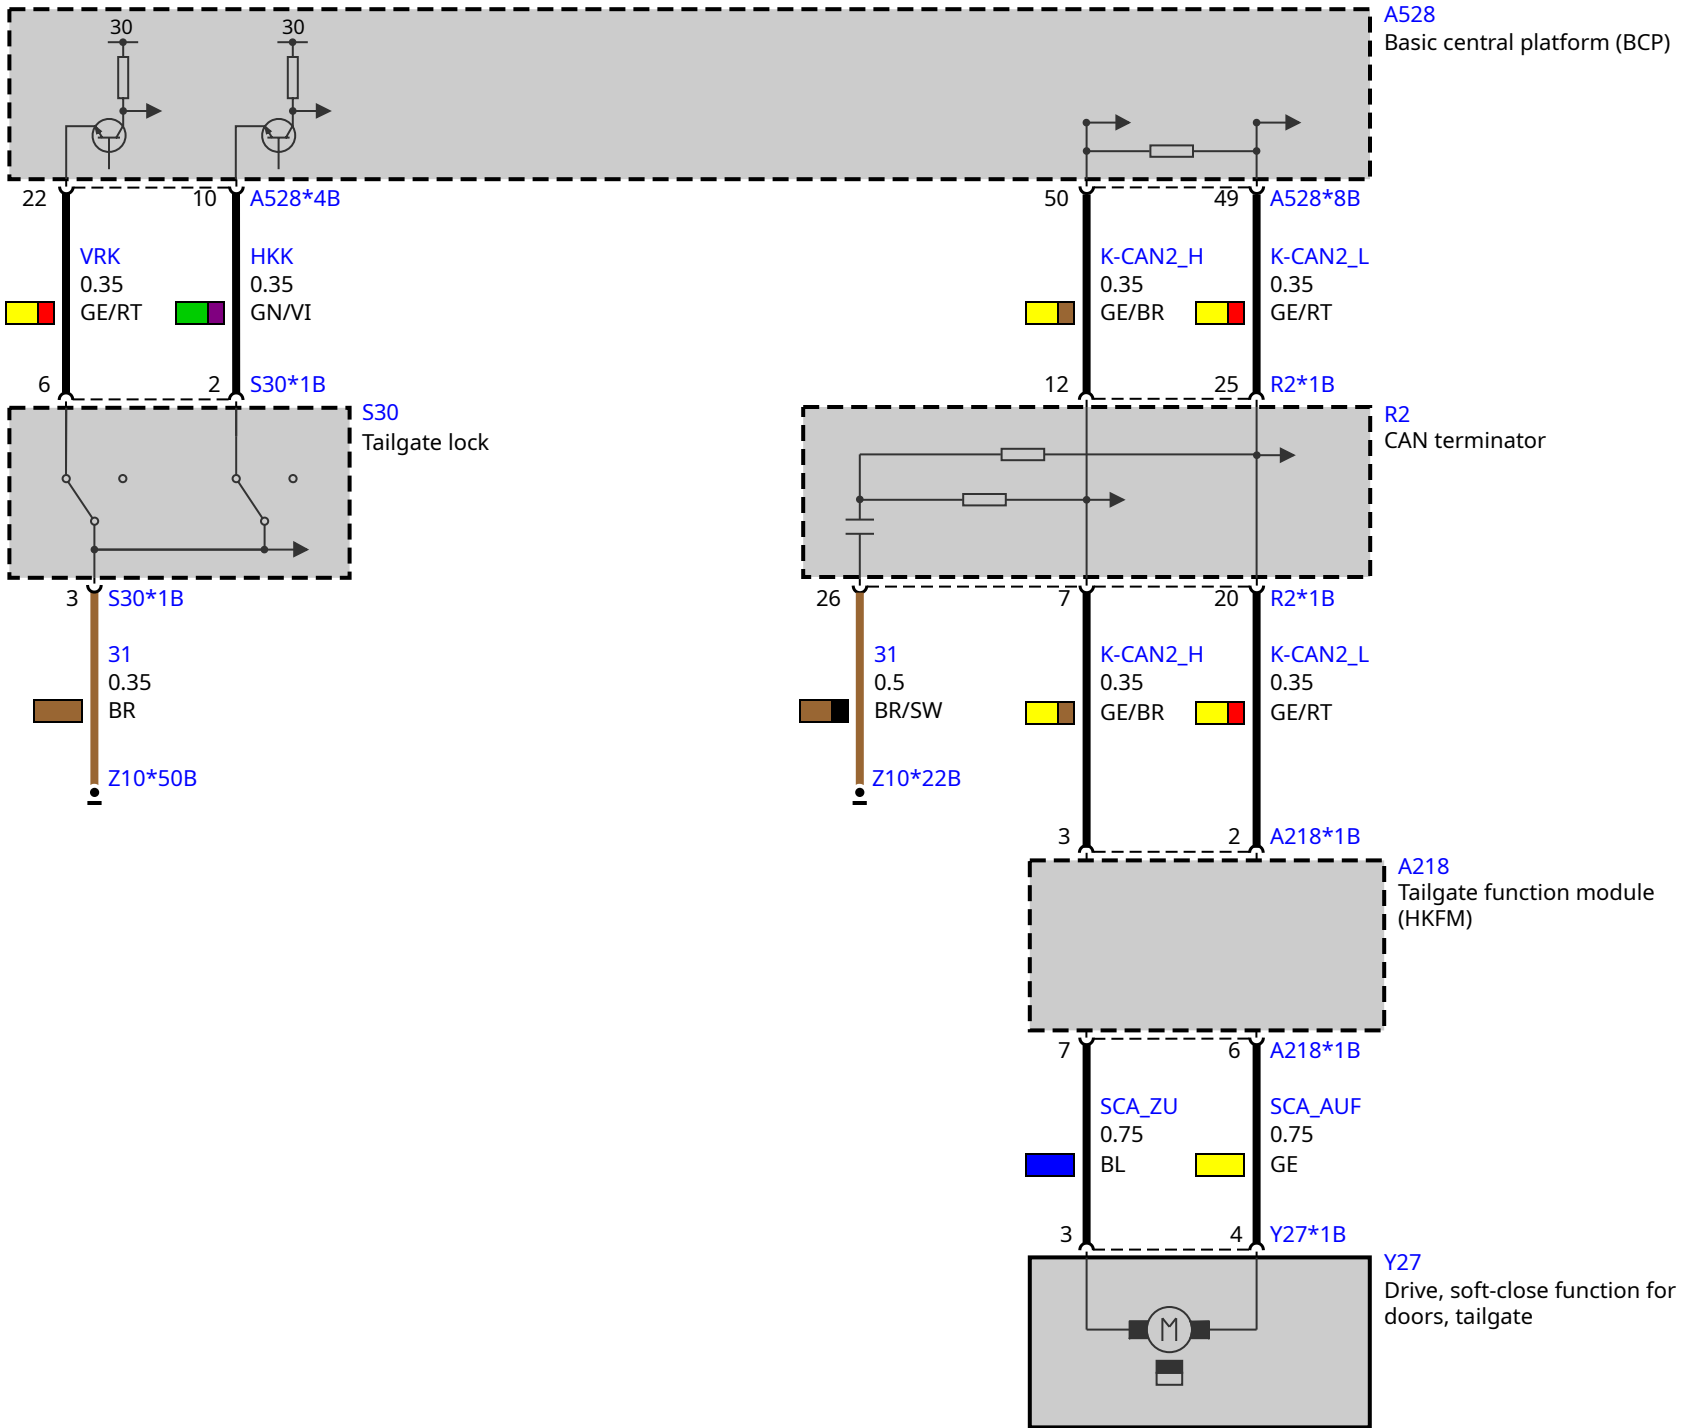 30
30
A528
Basic central platform (BCP)
22
10
A528*4B
50
49
A528*8B
VRK
0.35
GE/RT
HKK
0.35
GN/VI
K-CAN2_H
0.35
GE/BR
K-CAN2_L
0.35
GE/RT
6
2
S30*1B
12
25
R2*1B
S30
Tailgate lock
R2
CAN terminator
3
S30*1B
26
7
20
R2*1B
31
0.35
BR
31
0.5
BR/SW
K-CAN2_H
0.35
GE/BR
K-CAN2_L
0.35
GE/RT
Z10*50B
Z10*22B
3
2
A218*1B
A218
Tailgate function module
(HKFM)
7
6
A218*1B
SCA_ZU
0.75
BL
SCA_AUF
0.75
GE
3
4
Y27*1B
Y27
Drive, soft-close function for
doors, tailgate
M